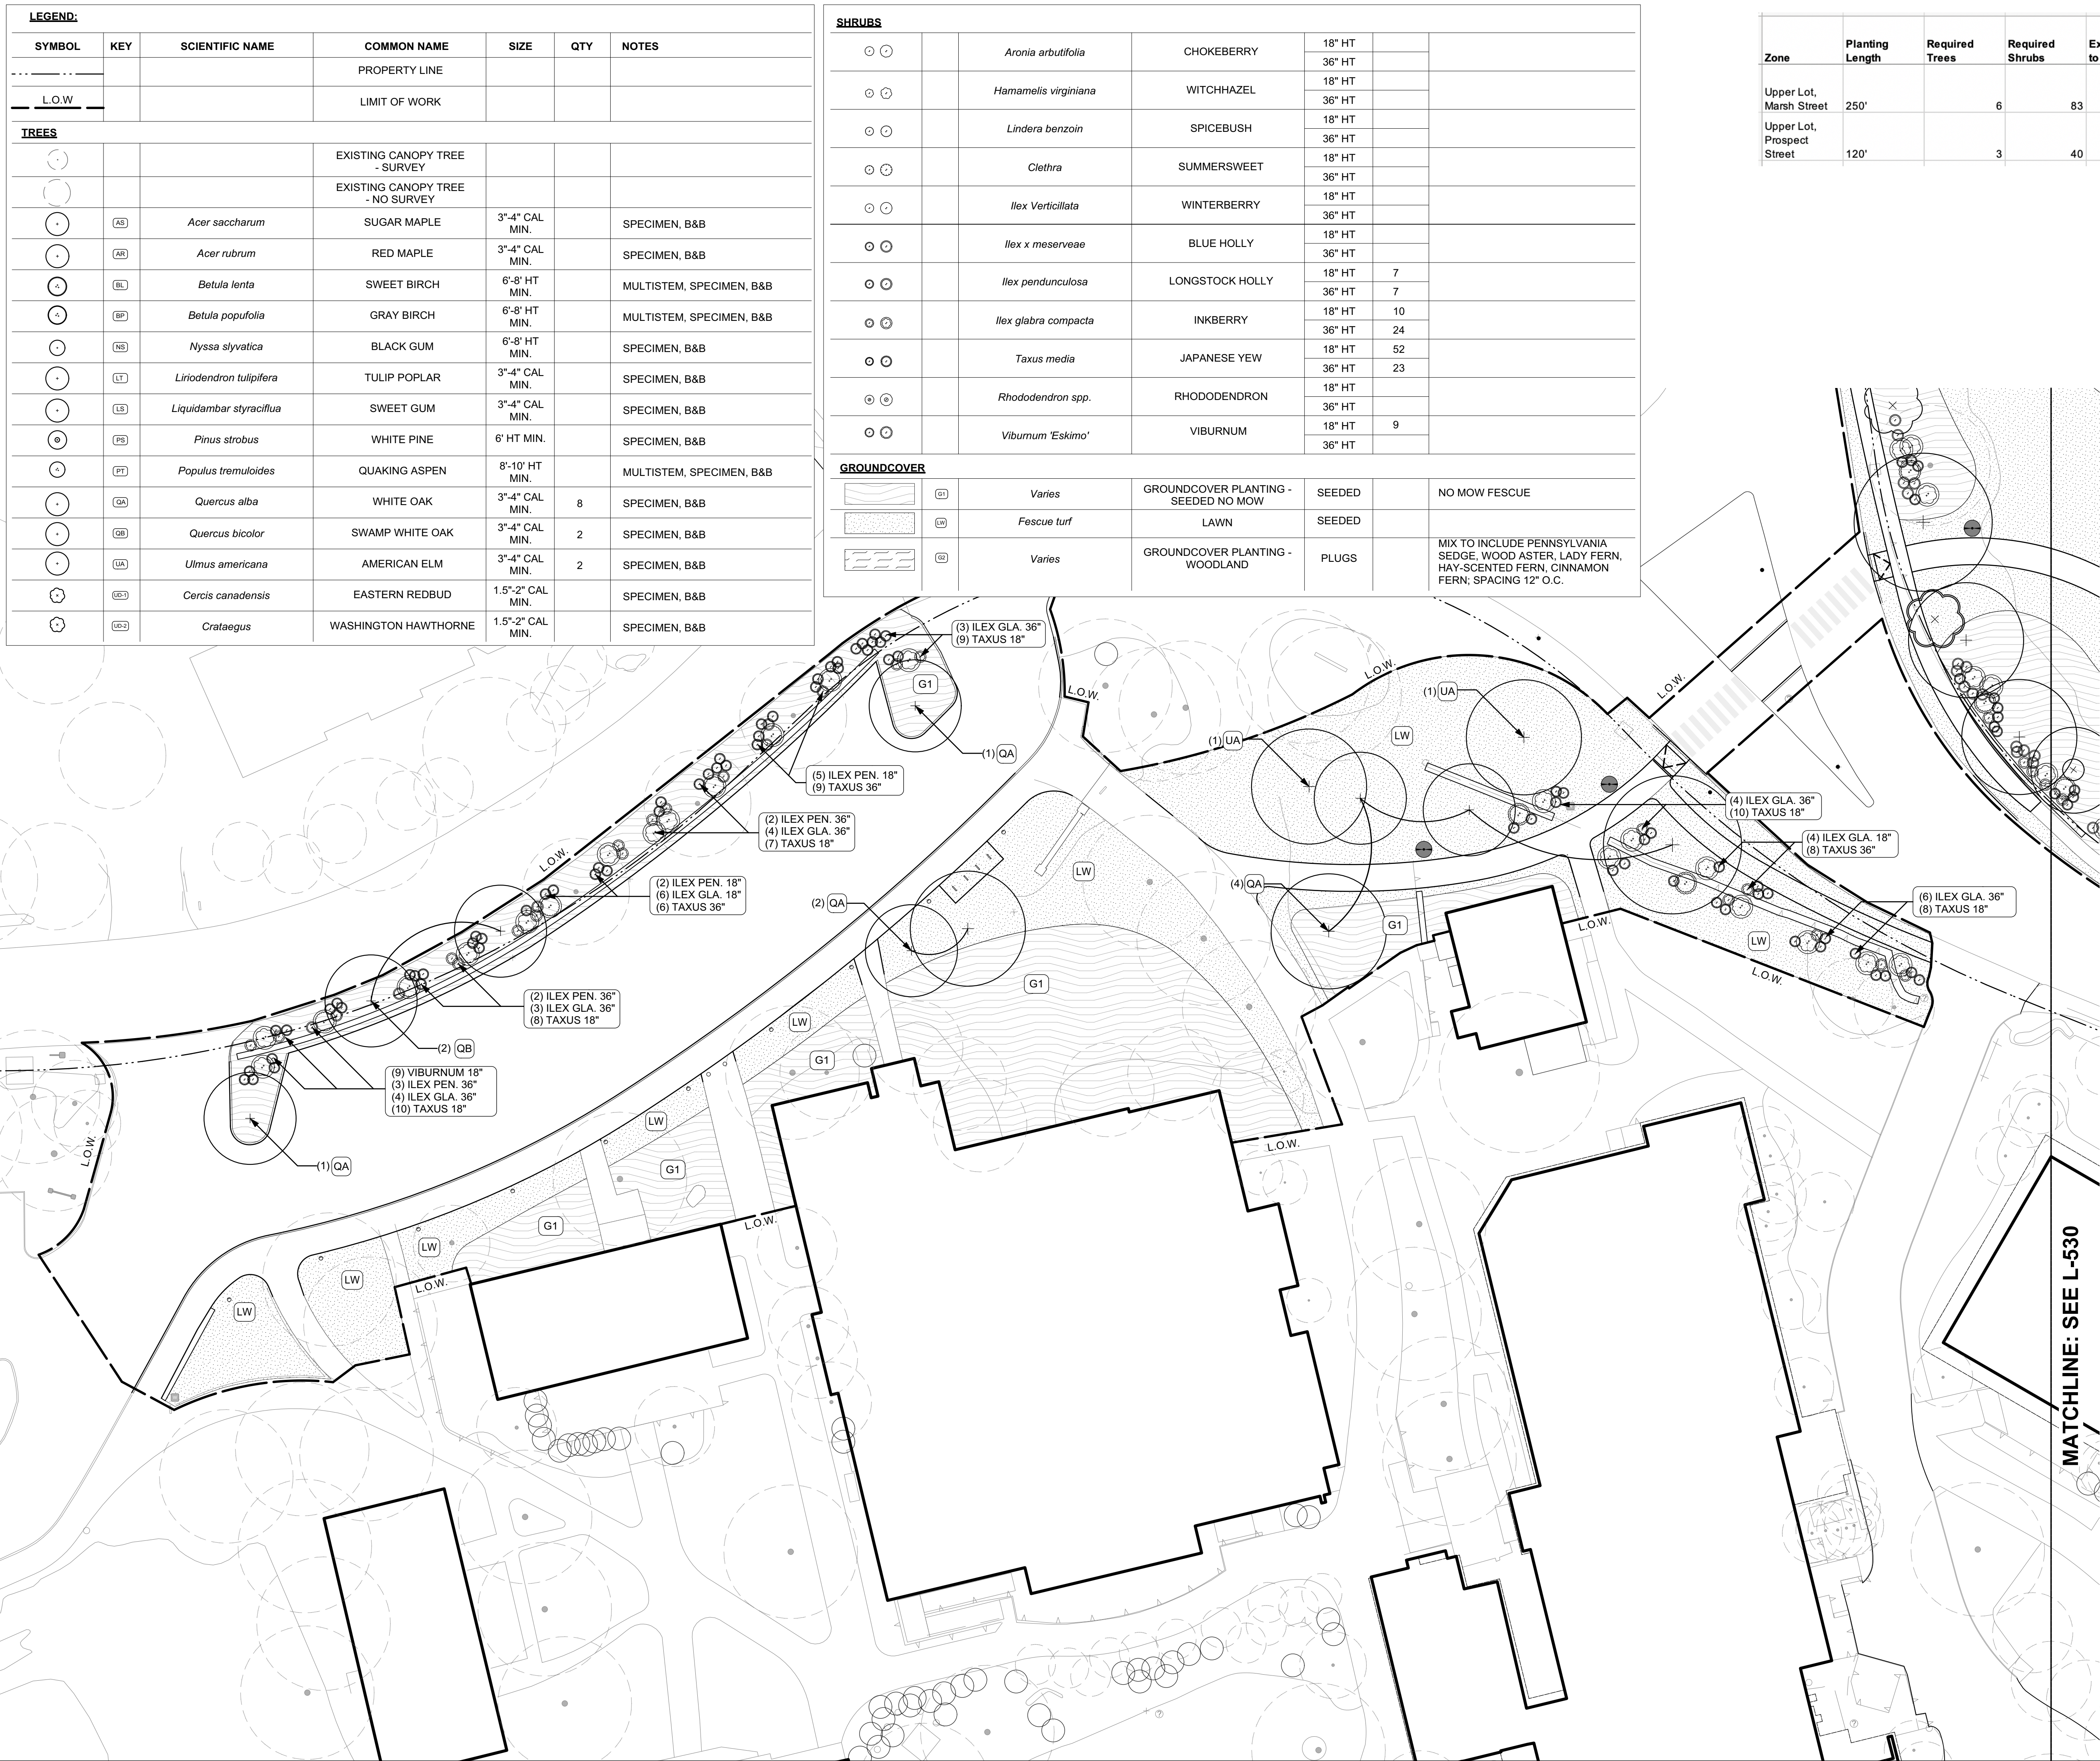 LEGEND:
SYMBOL KEY SCIENTIFIC NAME COMMON NAME SIZE QTY NOTES
PROPERTY LINE
L.O.W LIMIT OF WORK
TREES
EXISTING CANOPY TREE
- SURVEY
EXISTING CANOPY TREE
- NO SURVEY
AS Acer saccharum SUGAR MAPLE 3"-4" CAL MIN. SPECIMEN, B&B
AR Acer rubrum RED MAPLE 3"-4" CAL MIN. SPECIMEN, B&B
BL Betula lenta SWEET BIRCH 6'-8' HT MIN. MULTISTEM, SPECIMEN, B&B
BP Betula popufolia GRAY BIRCH 6'-8' HT MIN. MULTISTEM, SPECIMEN, B&B
NS Nyssa slyvatica BLACK GUM 6'-8' HT MIN. SPECIMEN, B&B
LT Liriodendron tulipifera TULIP POPLAR 3"-4" CAL MIN. SPECIMEN, B&B
LS Liquidambar styraciflua SWEET GUM 3"-4" CAL MIN. SPECIMEN, B&B
PS Pinus strobus WHITE PINE 6' HT MIN. SPECIMEN, B&B
PT Populus tremuloides QUAKING ASPEN 8'-10' HT MIN. MULTISTEM, SPECIMEN, B&B
QA Quercus alba WHITE OAK 3"-4" CAL MIN. 8 SPECIMEN, B&B
QB Quercus bicolor SWAMP WHITE OAK 3"-4" CAL MIN. 2 SPECIMEN, B&B
UA Ulmus americana AMERICAN ELM 3"-4" CAL MIN. 2 SPECIMEN, B&B
UD-1 Cercis canadensis EASTERN REDBUD 1.5"-2" CAL MIN. SPECIMEN, B&B
UD-2 Crataegus WASHINGTON HAWTHORNE 1.5"-2" CAL MIN. SPECIMEN, B&B
SHRUBS
Aronia arbutifolia CHOKEBERRY 18" HT
36" HT
Hamamelis virginiana WITCHHAZEL 18" HT
36" HT
Lindera benzoin SPICEBUSH 18" HT
36" HT
Clethra SUMMERSWEET 18" HT
36" HT
Ilex Verticillata WINTERBERRY 18" HT
36" HT
Ilex x meserveae BLUE HOLLY 18" HT
36" HT
Ilex pendunculosa LONGSTOCK HOLLY 18" HT 7
36" HT 7
Ilex glabra compacta INKBERRY 18" HT 10
36" HT 24
Taxus media JAPANESE YEW 18" HT 52
36" HT 23
Rhododendron spp. RHODODENDRON 18" HT
36" HT
Viburnum 'Eskimo' VIBURNUM 18" HT 9
36" HT
GROUNDCOVER
G1 Varies GROUNDCOVER PLANTING - SEEDED NO MOW SEEDED NO MOW FESCUE
LW Fescue turf LAWN SEEDED
G2 Varies GROUNDCOVER PLANTING - WOODLAND PLUGS
MIX TO INCLUDE PENNSYLVANIA
SEDGE, WOOD ASTER, LADY FERN,
HAY-SCENTED FERN, CINNAMON
FERN; SPACING 12" O.C.
Zone Planting Length Required Trees Required Shrubs Ex to
Upper Lot, Marsh Street 250' 6 83
Upper Lot, Prospect Street 120' 3 40
(3) ILEX GLA. 36"
(9) TAXUS 18"
G1
(1) QA
(5) ILEX PEN. 18"
(9) TAXUS 36"
(2) ILEX PEN. 36"
(4) ILEX GLA. 36"
(7) TAXUS 18"
L.O.W.
(2) ILEX PEN. 18"
(6) ILEX GLA. 18"
(6) TAXUS 36"
(2) ILEX PEN. 36"
(3) ILEX GLA. 36"
(8) TAXUS 18"
(2) QB
(9) VIBURNUM 18"
(3) ILEX PEN. 36"
(4) ILEX GLA. 36"
(10) TAXUS 18"
(1) QA
L.O.W.
L.O.W.
L.O.W.
L.O.W.
(1) UA
(1) UA
LW
(4) ILEX GLA. 36"
(10) TAXUS 18"
(4) ILEX GLA. 18"
(8) TAXUS 36"
(6) ILEX GLA. 36"
(8) TAXUS 18"
LW
(2) QA
(4) QA
G1
L.O.W.
LW
L.O.W.
G1
LW
G1
LW
G1
L.O.W.
L.O.W.
G1
LW
LW
L.O.W.
LW
MATCHLINE: SEE L-530